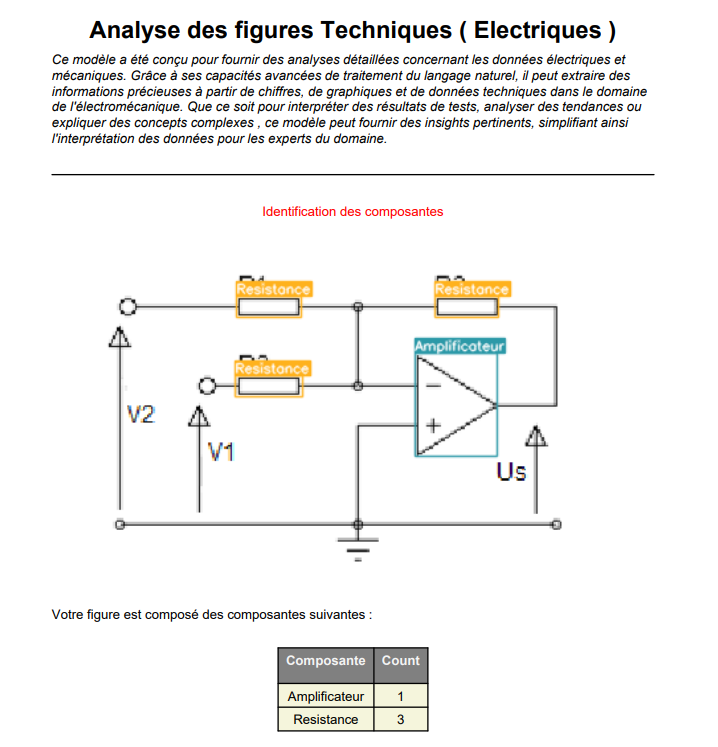 Analyse des figures Techniques ( Electriques )
Ce modèle a été conçu pour fournir des analyses détaillées concernant les données électriques et
mécaniques. Grâce à ses capacités avancées de traitement du langage naturel, il peut extraire des
informations précieuses à partir de chiffres, de graphiques et de données techniques dans le domaine
de l'électromécanique. Que ce soit pour interpréter des résultats de tests, analyser des tendances ou
expliquer des concepts complexes , ce modèle peut fournir des insights pertinents, simplifiant ainsi
l'interprétation des données pour les experts du domaine.
Identification des composantes
Resistance
Resistance
Amplificateur
Resistance
−
+
V2
V1
Us
Votre figure est composé des composantes suivantes :
Composante Count
Amplificateur 1
Resistance 3